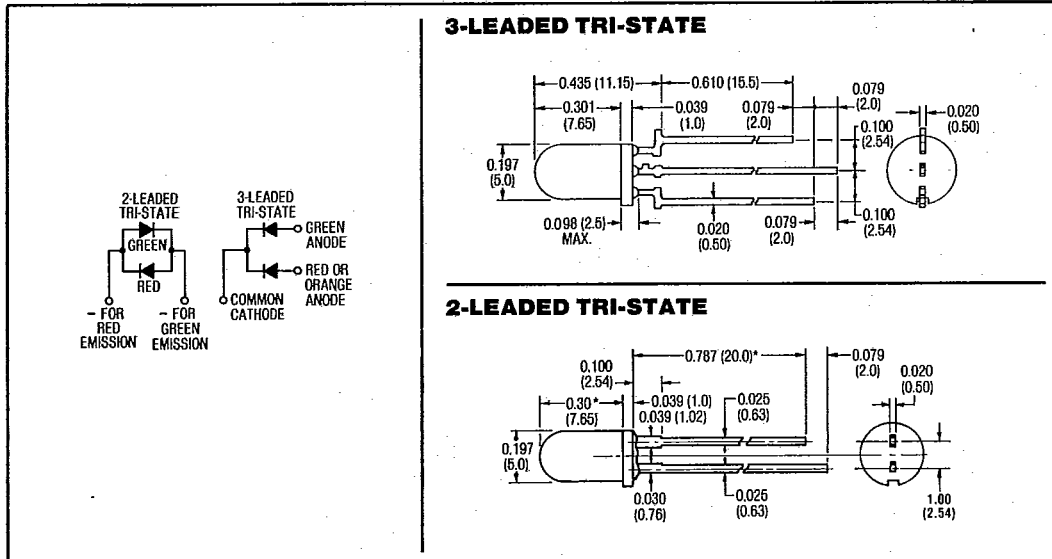 3-LEADED TRI-STATE
0.435 (11.15)
0.610 (15.5)
0.079
(2.0)
0.301
(7.65)
0.039
(1.0)
0.079
(2.0)
0.020
(0.50)
0.100
(2.54)
0.197
(5.0)
0.098 (2.5)
MAX.
0.020
(0.50)
0.079
(2.0)
0.100
(2.54)
2-LEADED
TRI-STATE
GREEN
RED
– FOR
RED
EMISSION
– FOR
GREEN
EMISSION
3-LEADED
TRI-STATE
GREEN
ANODE
RED OR
ORANGE
ANODE
COMMON
CATHODE
2-LEADED TRI-STATE
0.787 (20.0)*
0.079
(2.0)
0.100
(2.54)
0.020
(0.50)
0.30*
(7.65)
0.039 (1.0)
0.039 (1.02)
0.025
(0.63)
0.197
(5.0)
0.030
(0.76)
0.025
(0.63)
1.00
(2.54)